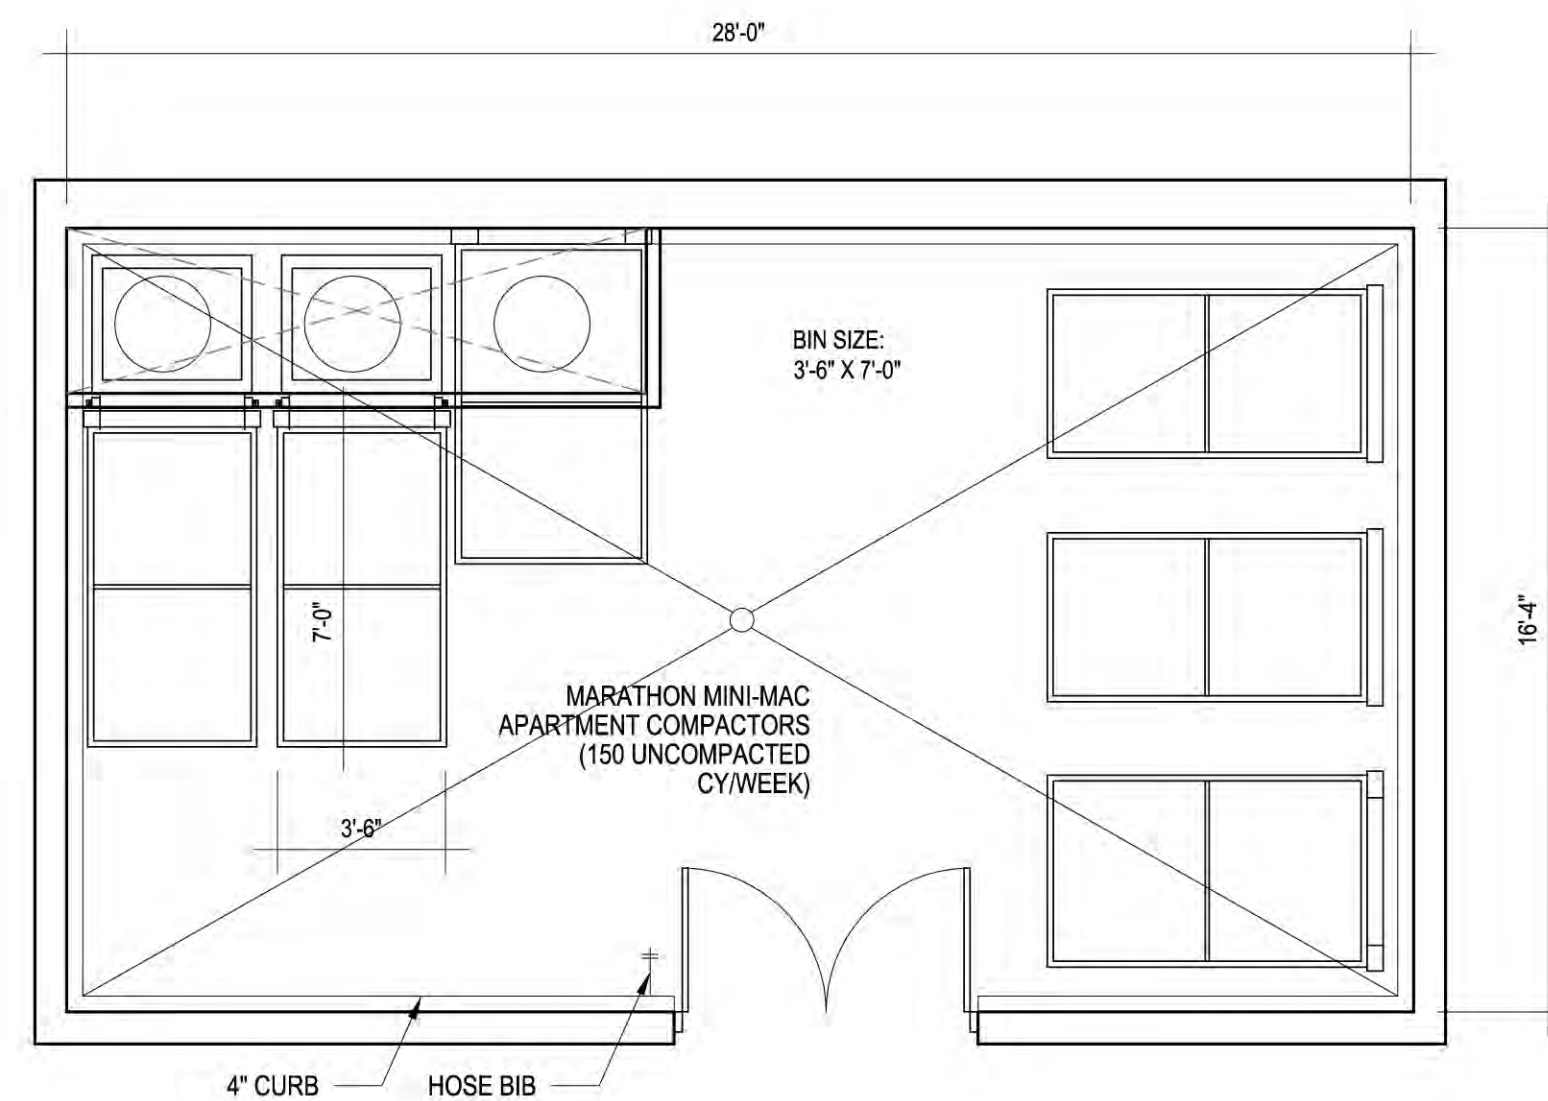 28'-0"
BIN SIZE:
3'-6" X 7'-0"
16'-4"
7'-0"
MARATHON MINI-MAC
APARTMENT COMPACTORS
(150 UNCOMPACTED
CY/WEEK)
3'-6"
4" CURB
HOSE BIB